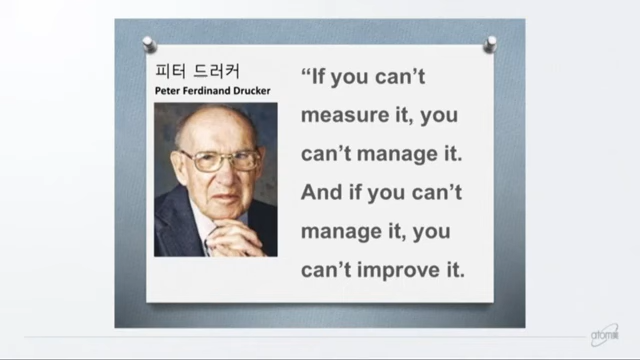 피터 드러커
Peter Ferdinand Drucker
“If you can’t
measure it, you
can’t manage it.
And if you can’t
manage it, you
can’t improve it.
atomi